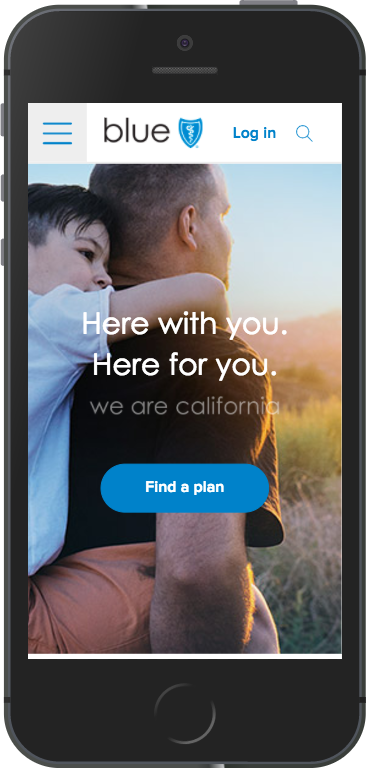 blue
Log in
Here with you.
Here for you.
we are california
Find a plan